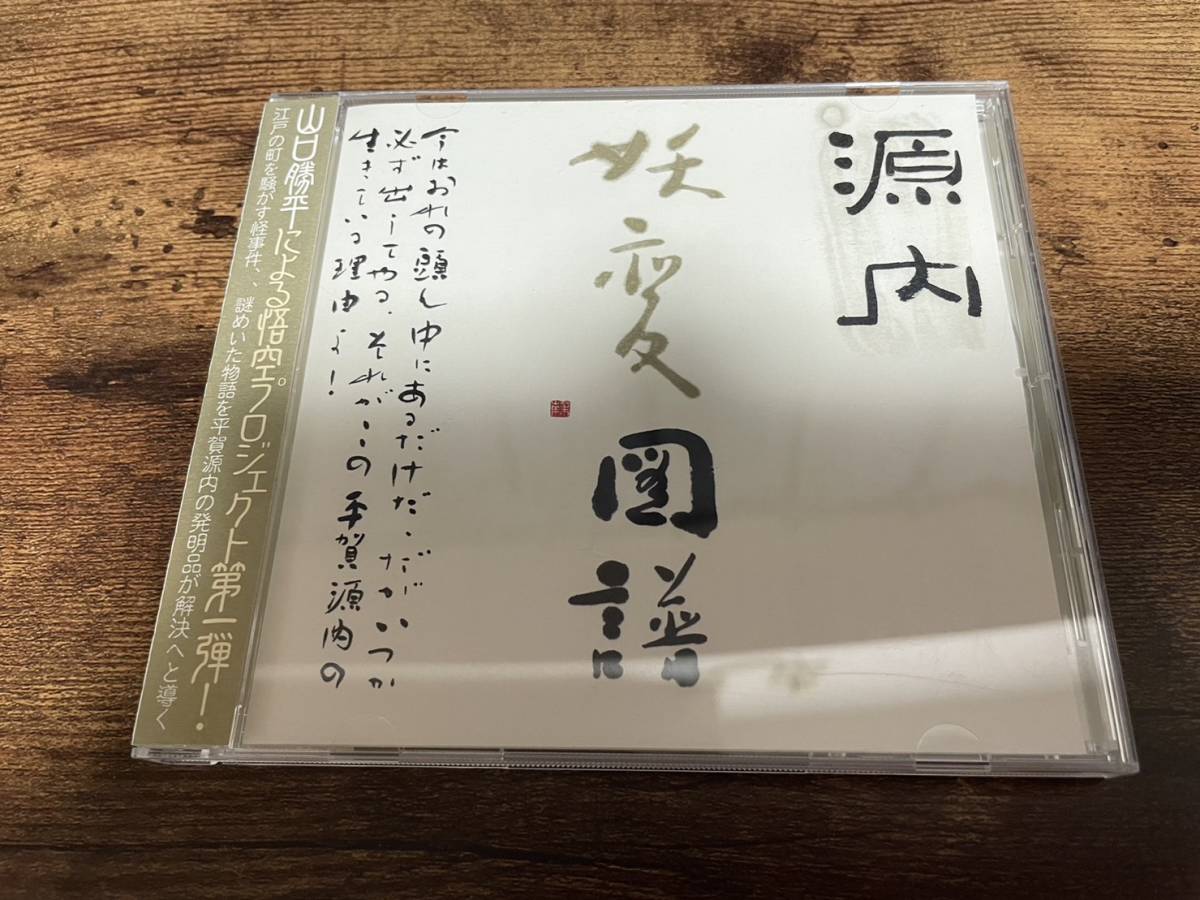 源内
妖変図譜
今はおれの頭ん中にあるだけだ、だがいつか
必ず出してやる、それがこの平賀源内の
生きている理由よ!
山口勝平による悟空プロジェクト第一弾!
江戸の町を騒がす怪事件、謎めいた物語を平賀源内の発明品が解決へと導く